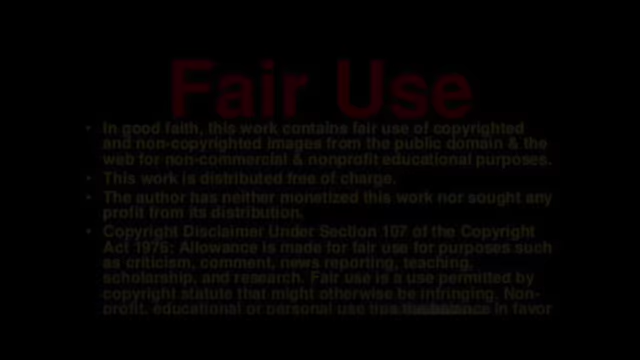 Fair Use
• In good faith, this work contains fair use of copyrighted
and non-copyrighted images from the public domain & the
web for non-commercial & nonprofit educational purposes.
• This work is distributed free of charge.
• The author has neither monetized this work nor sought any
profit from its distribution.
• Copyright Disclaimer Under Section 107 of the Copyright
Act 1976: Allowance is made for fair use for purposes such
as criticism, comment, news reporting, teaching,
scholarship, and research. Fair use is a use permitted by
copyright statute that might otherwise be infringing. Non-
profit, educational or personal use tips the balance in favor